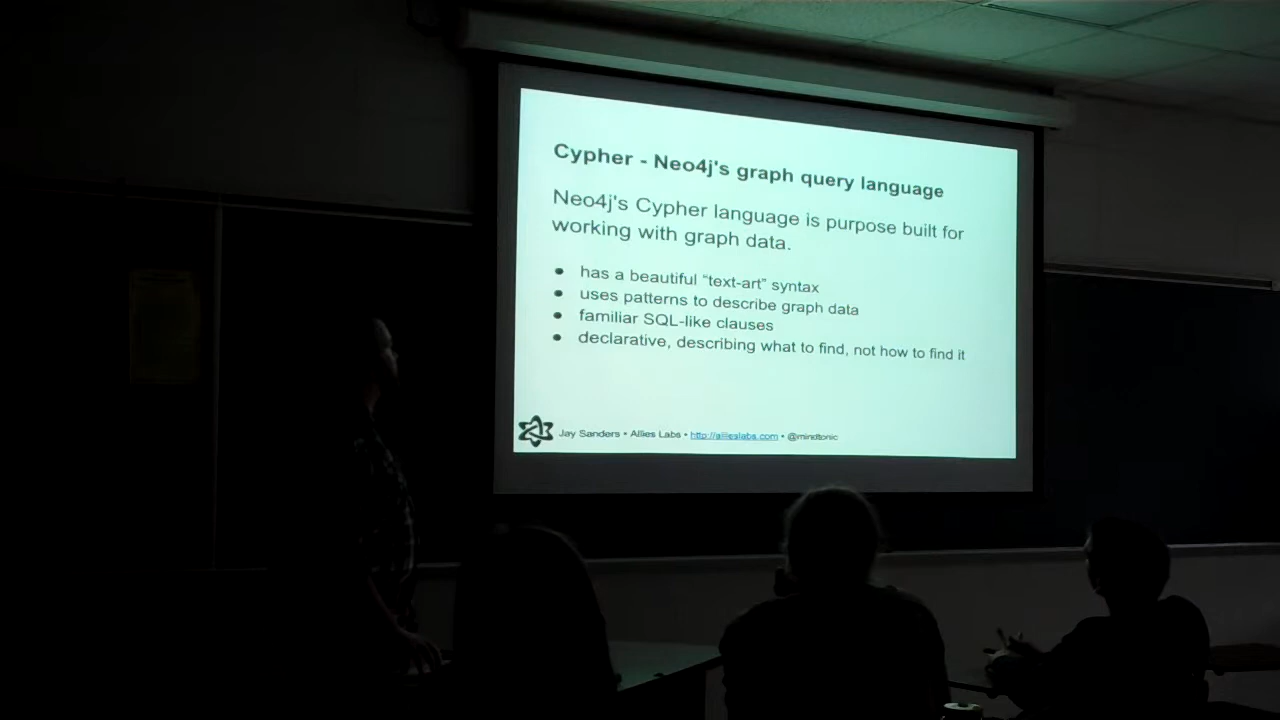 Cypher - Neo4j's graph query language
Neo4j's Cypher language is purpose built for
working with graph data.
● has a beautiful “text-art” syntax
● uses patterns to describe graph data
● familiar SQL-like clauses
● declarative, describing what to find, not how to find it
Jay Sanders • Allies Labs • http://allieslabs.com • @mindtonic